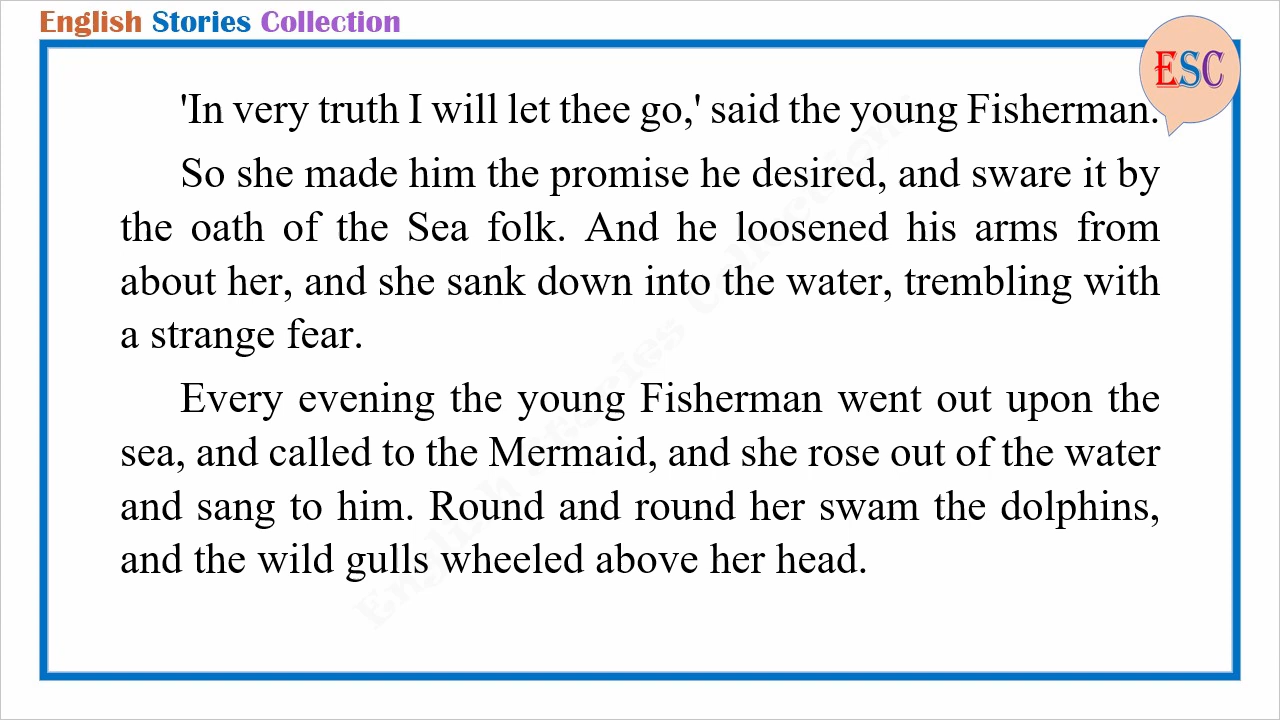 English Stories Collection
ESC
'In very truth I will let thee go,' said the young Fisherman.
So she made him the promise he desired, and sware it by
the oath of the Sea folk. And he loosened his arms from
about her, and she sank down into the water, trembling with
a strange fear.
Every evening the young Fisherman went out upon the
sea, and called to the Mermaid, and she rose out of the water
and sang to him. Round and round her swam the dolphins,
and the wild gulls wheeled above her head.
English Stories Collection